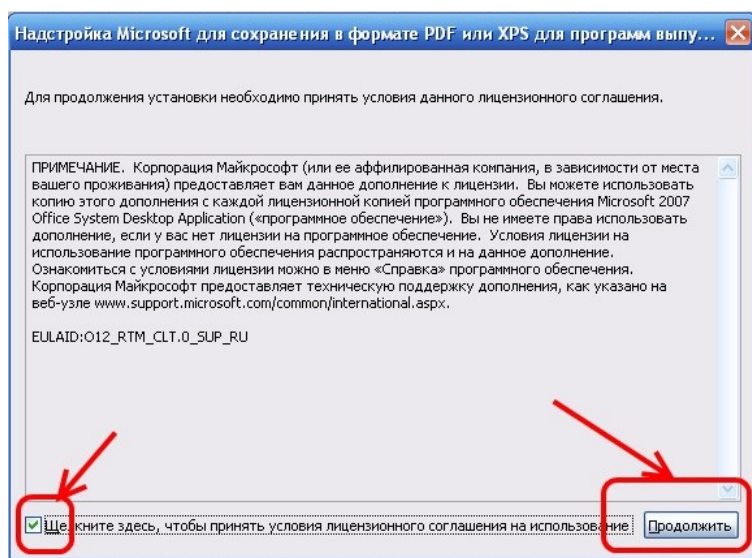 Надстройка Microsoft для сохранения в формате PDF или XPS для программ выпу...
Для продолжения установки необходимо принять условия данного лицензионного соглашения.
ПРИМЕЧАНИЕ. Корпорация Майкрософт (или ее аффилированная компания, в зависимости от места
вашего проживания) предоставляет вам данное дополнение к лицензии. Вы можете использовать
копию этого дополнения с каждой лицензионной копией программного обеспечения Microsoft 2007
Office System Desktop Application («программное обеспечение»). Вы не имеете права использовать
дополнение, если у вас нет лицензии на программное обеспечение. Условия лицензии на
использование программного обеспечения распространяются и на данное дополнение.
Ознакомиться с условиями лицензии можно в меню «Справка» программного обеспечения.
Корпорация Майкрософт предоставляет техническую поддержку дополнения, как указано на
веб-узле www.support.microsoft.com/common/international.aspx.
EULAID:O12_RTM_CLT.0_SUP_RU
Щелкните здесь, чтобы принять условия лицензионного соглашения на использование
Продолжить